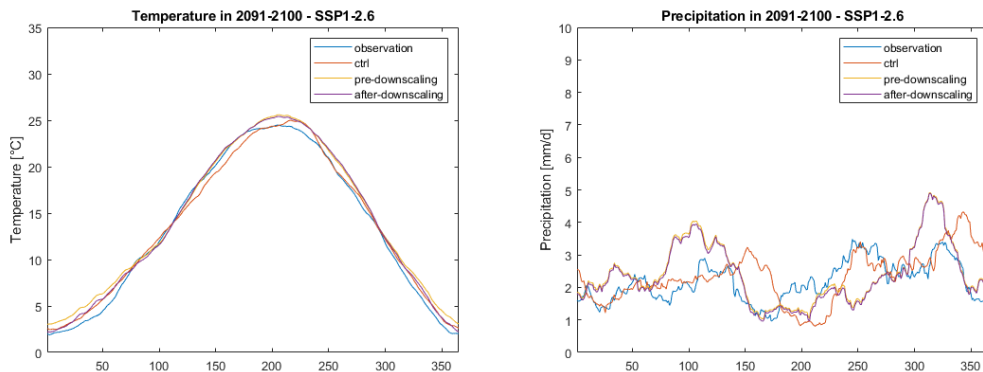 Temperature in 2091-2100 - SSP1-2.6
35
30
25
20
15
10
5
0
Temperature [°C]
observation
ctrl
pre-downscaling
after-downscaling
50
100
150
200
250
300
350
Precipitation in 2091-2100 - SSP1-2.6
10
9
8
7
6
5
4
3
2
1
0
Precipitation [mm/d]
observation
ctrl
pre-downscaling
after-downscaling
50
100
150
200
250
300
350